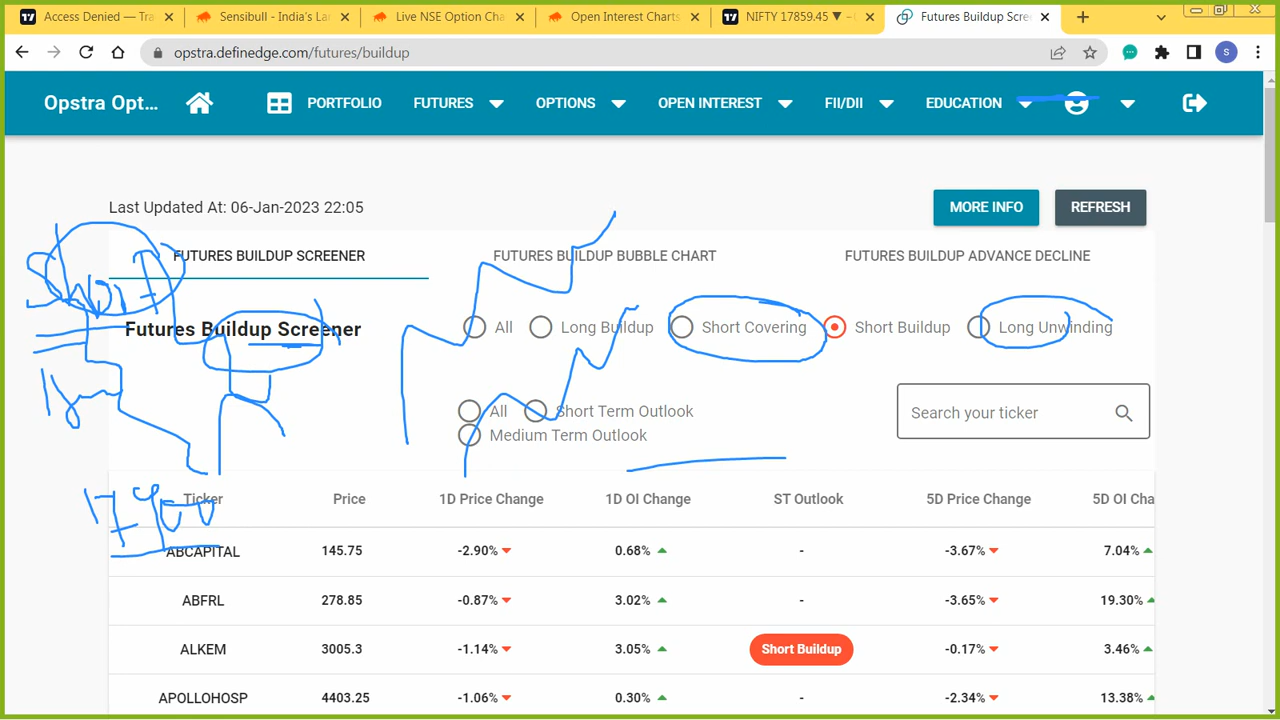 Access Denied — Tra
Sensibull - India's La
Live NSE Option Cha
Open Interest Charts
NIFTY 17859.45 ▼ –
Futures Buildup Scree
opstra.definedge.com/futures/buildup
S
Opstra Opt...
PORTFOLIO
FUTURES
OPTIONS
OPEN INTEREST
FII/DII
EDUCATION
Last Updated At: 06-Jan-2023 22:05
MORE INFO
REFRESH
FUTURES BUILDUP SCREENER
FUTURES BUILDUP BUBBLE CHART
FUTURES BUILDUP ADVANCE DECLINE
Short
Futures Buildup Screener
All Long Buildup Short Covering Short Buildup Long Unwinding
All Short Term Outlook
Medium Term Outlook
Search your ticker
Ticker Price 1D Price Change 1D OI Change ST Outlook 5D Price Change 5D OI Cha
17900
ABCAPITAL 145.75 -2.90% 0.68% - -3.67% 7.04%
ABFRL 278.85 -0.87% 3.02% - -3.65% 19.30%
ALKEM 3005.3 -1.14% 3.05% Short Buildup -0.17% 3.46%
APOLLOHOSP 4403.25 -1.06% 0.30% - -2.34% 13.38%